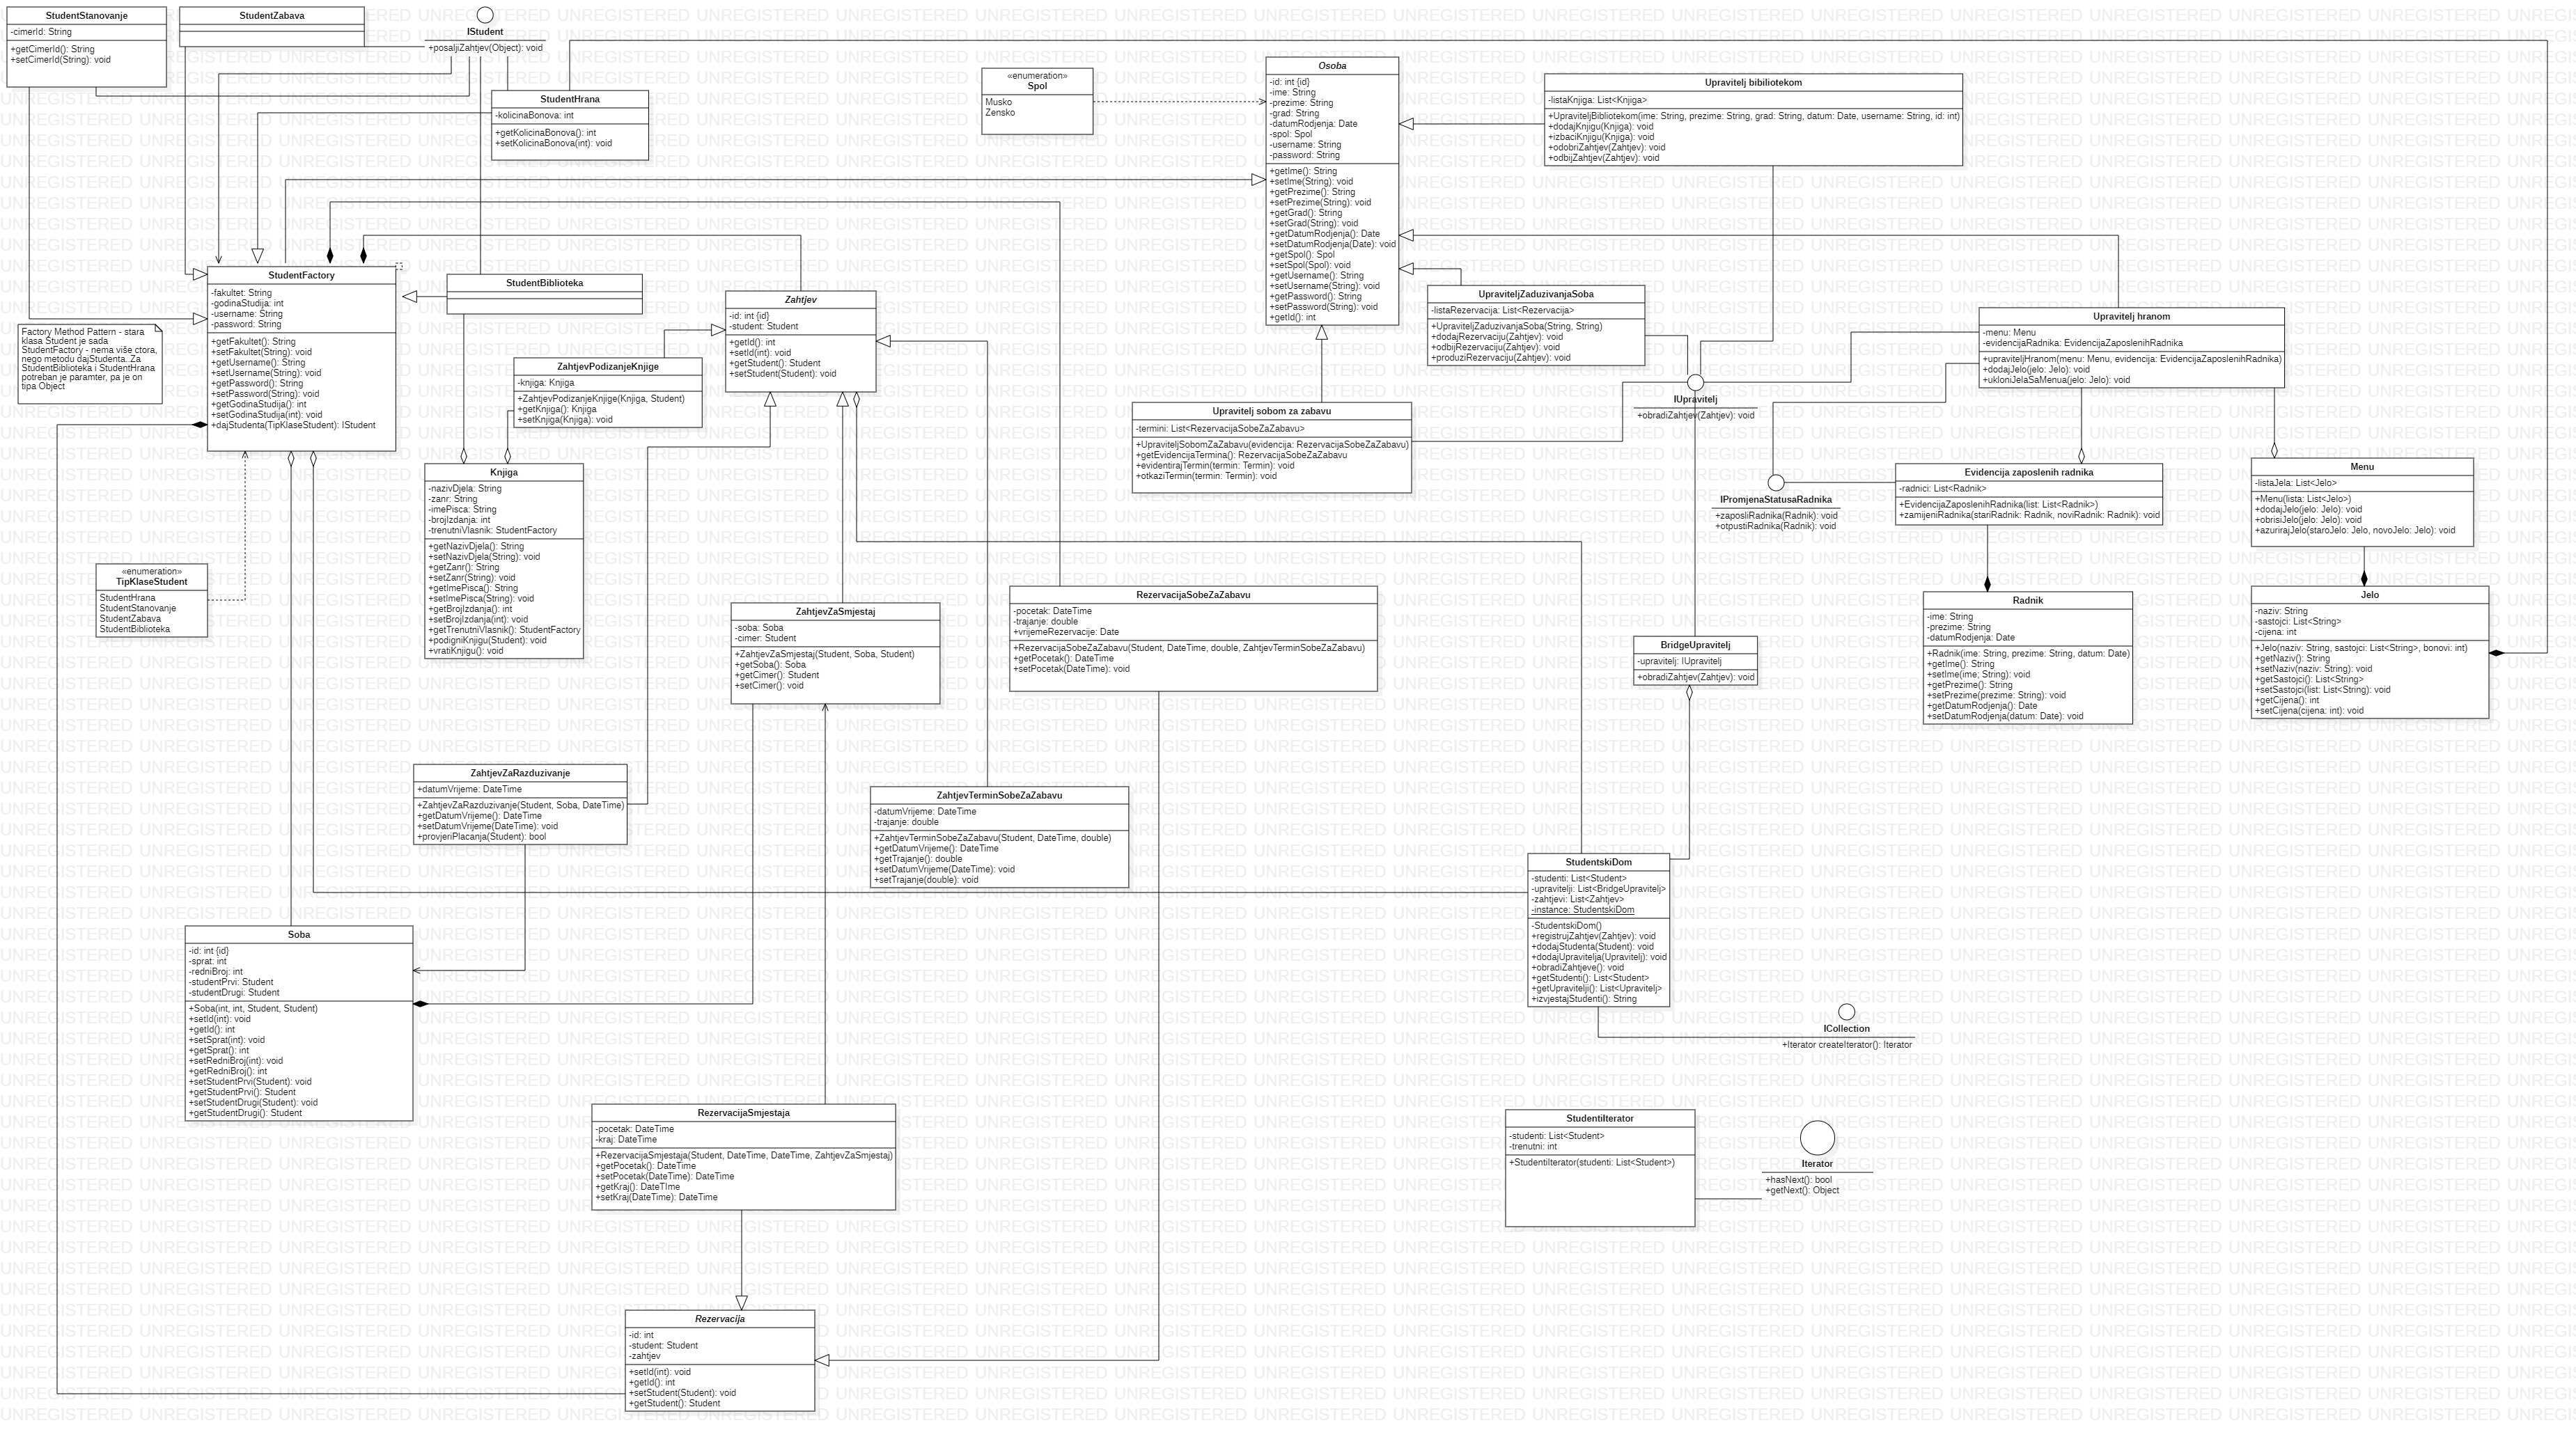 StudentStanovje
-cimerId: String
+getCimerId(): String
+setCimerId(String): void
StudentZabava
IStudent
+posaljiZahtjev(Object): void
StudentHrana
-kolicinaBonova: int
+getKolicinaBonova(): int
+setKolicinaBonova(int): void
«enumeration»
Spol
Musko
Zensko
Osoba
-id: int {id}
-ime: String
-prezime: String
-grad: String
-datumRodjenja: Date
-spol: Spol
-username: String
-password: String
+getIme(): String
+setIme(String): void
+getPrezime(): String
+setPrezime(String): void
+getGrad(): String
+setGrad(String): void
+getDatumRodjenja(): Date
+setDatumRodjenja(Date): void
+getSpol(): Spol
+setSpol(Spol): void
+getUsername(): String
+setUsername(String): void
+getPassword(): String
+setPassword(String): void
+getId(): int
Upravitelj bibiliotekom
-listaKnjiga: List<Knjiga>
+UpraviteljBibliotekom(ime: String, prezime: String, grad: String, datum: Date, username: String, id: int)
+dodajKnjigu(Knjiga): void
+izbaciKnjigu(Knjiga): void
+odobriZahtjev(Zahtjev): void
+odbijZahtjev(Zahtjev): void
StudentFactory
-fakultet: String
-godinaStudija: int
-username: String
-password: String
+getFakultet(): String
+setFakultet(String): void
+getUsername(): String
+setUsername(String): void
+getPassword(): String
+setPassword(String): void
+getGodinaStudija(): int
+setGodinaStudija(int): void
+dajStudenta(TipKlaseStudent): IStudent
Factory Method Pattern - stara
klasa Student je sada
StudentFactory - nema više ctora,
nego metodu dajStudenta. Za
StudentBiblioteka i StudentHrana
potreban je paramter, pa je on
tipa Object
StudentBiblioteka
Zahtjev
-id: int {id}
-student: Student
+getId(): int
+setId(int): void
+getStudent(): Student
+setStudent(Student): void
ZahtjevPodizanjeKnjige
-knjiga: Knjiga
+ZahtjevPodizanjeKnjige(Knjiga, Student)
+getKnjiga(): Knjiga
+setKnjiga(Knjiga): void
UpraviteljZaduzivanjaSoba
-listaRezervacija: List<Rezervacija>
+UpraviteljZaduzivanjaSoba(String, String)
+dodajRezervaciju(Zahtjev): void
+odbijRezervaciju(Zahtjev): void
+produziRezervaciju(Zahtjev): void
Upravitelj hranom
-menu: Menu
-evidencijaRadnika: EvidencijaZaposlenihRadnika
+upraviteljHranom(menu: Menu, evidencija: EvidencijaZaposlenihRadnika)
+dodajJelo(jelo: Jelo): void
+ukloniJelaSaMenua(jelo: Jelo): void
Upravitelj sobom za zabavu
-termini: List<RezervacijaSobeZaZabavu>
+UpraviteljSobomZaZabavu(evidencija: RezervacijaSobeZaZabavu)
+getEvidencijaTermina(): RezervacijaSobeZaZabavu
+evidentirajTermin(termin: Termin): void
+otkaziTermin(termin: Termin): void
IUpravitelj
+obradiZahtjev(Zahtjev): void
Knjiga
-nazivDjela: String
-zanr: String
-imePisca: String
-brojIzdanja: int
-trenutniVlasnik: StudentFactory
+getNazivDjela(): String
+setNazivDjela(String): void
+getZanr(): String
+setZanr(String): void
+getImePisca(): String
+setImePisca(String): void
+getBrojIzdanja(): int
+setBrojIzdanja(int): void
+getTrenutniVlasnik(): StudentFactory
+podigniKnjigu(Student): void
+vratiKnjigu(): void
IPromjenaStatusaRadnika
+zaposliRadnika(Radnik): void
+otpustiRadnika(Radnik): void
Evidencija zaposlenih radnika
-radnici: List<Radnik>
+EvidencijaZaposlenihRadnika(list: List<Radnik>)
+zamijeniRadnika(stariRadnik: Radnik, noviRadnik: Radnik): void
Menu
-listaJela: List<Jelo>
+Menu(lista: List<Jelo>)
+dodajJelo(jelo: Jelo): void
+obrisiJelo(jelo: Jelo): void
+azurirajJelo(staroJelo: Jelo, novoJelo: Jelo): void
«enumeration»
TipKlaseStudent
StudentHrana
StudentStanovanje
StudentZabava
StudentBiblioteka
ZahtjevZaSmjestaj
-soba: Soba
-cimer: Student
+ZahtjevZaSmjestaj(Student, Soba, Student)
+getSoba(): Soba
+getCimer(): Student
+setCimer(): void
RezervacijaSobeZaZabavu
-pocetak: DateTime
-trajanje: double
+vrijemeRezervacije: Date
+RezervacijaSobeZaZabavu(Student, DateTime, double, ZahtjevTerminSobeZaZabavu)
+getPocetak(): DateTime
+setPocetak(DateTime): void
BridgeUpravitelj
-upravitelj: IUpravitelj
+obradiZahtjev(Zahtjev): void
Radnik
-ime: String
-prezime: String
-datumRodjenja: Date
+Radnik(ime: String, prezime: String, datum: Date)
+getIme(): String
+setIme(ime; String): void
+getPrezime(): String
+setPrezime(prezime: String): void
+getDatumRodjenja(): Date
+setDatumRodjenja(datum: Date): void
Jelo
-naziv: String
-sastojci: List<String>
-cijena: int
+Jelo(naziv: String, sastojci: List<String>, bonovi: int)
+getNaziv(): String
+setNaziv(naziv: String): void
+getSastojci(): List<String>
+setSastojci(list: List<String): void
+getCijena(): int
+setCijena(cijena: int): void
ZahtjevZaRazduzivanje
+datumVrijeme: DateTime
+ZahtjevZaRazduzivanje(Student, Soba, DateTime)
+getDatumVrijeme(): DateTime
+setDatumVrijeme(DateTime): void
+provjeriPlacanja(Student): bool
ZahtjevTerminSobeZaZabavu
-datumVrijeme: DateTime
-trajanje: double
+ZahtjevTerminSobeZaZabavu(Student, DateTime, double)
+getDatumVrijeme(): DateTime
+getTrajanje(): double
+setDatumVrijeme(DateTime): void
+setTrajanje(double): void
StudentskiDom
-studenti: List<Student>
-upravitelji: List<BridgeUpravitelj>
-zahtjevi: List<Zahtjev>
-instance: StudentskiDom
-StudentskiDom()
+registrujZahtjev(Zahtjev): void
+dodajStudenta(Student): void
+dodajUpravitelja(Upravitelj): void
+obradiZahtjeve(): void
+getStudenti(): List<Student>
+getUpravitelji(): List<Upravitelj>
+izvjestajStudenti(): String
Soba
-id: int {id}
-sprat: int
-redniBroj: int
-studentPrvi: Student
-studentDrugi: Student
+Soba(int, int, Student, Student)
+setId(int): void
+getId(): int
+setSprat(int): void
+getSprat(): int
+setRedniBroj(int): void
+getRedniBroj(): int
+setStudentPrvi(Student): void
+getStudentPrvi(): Student
+setStudentDrugi(Student): void
+getStudentDrugi(): Student
ICollection
+Iterator createIterator(): Iterator
RezervacijaSmjestaja
-pocetak: DateTime
-kraj: DateTime
+RezervacijaSmjestaja(Student, DateTime, DateTime, ZahtjevZaSmjestaj)
+getPocetak(): DateTime
+setPocetak(DateTime): DateTime
+getKraj(): DateTIme
+setKraj(DateTime): DateTime
StudentiIterator
-studenti: List<Student>
-trenutni: int
+StudentiIterator(studenti: List<Student>)
Iterator
+hasNext(): bool
+getNext(): Object
Rezervacija
-id: int
-student: Student
-zahtjev
+setId(int): void
+getId(): int
+setStudent(Student): void
+getStudent(): Student
UNREGISTERED